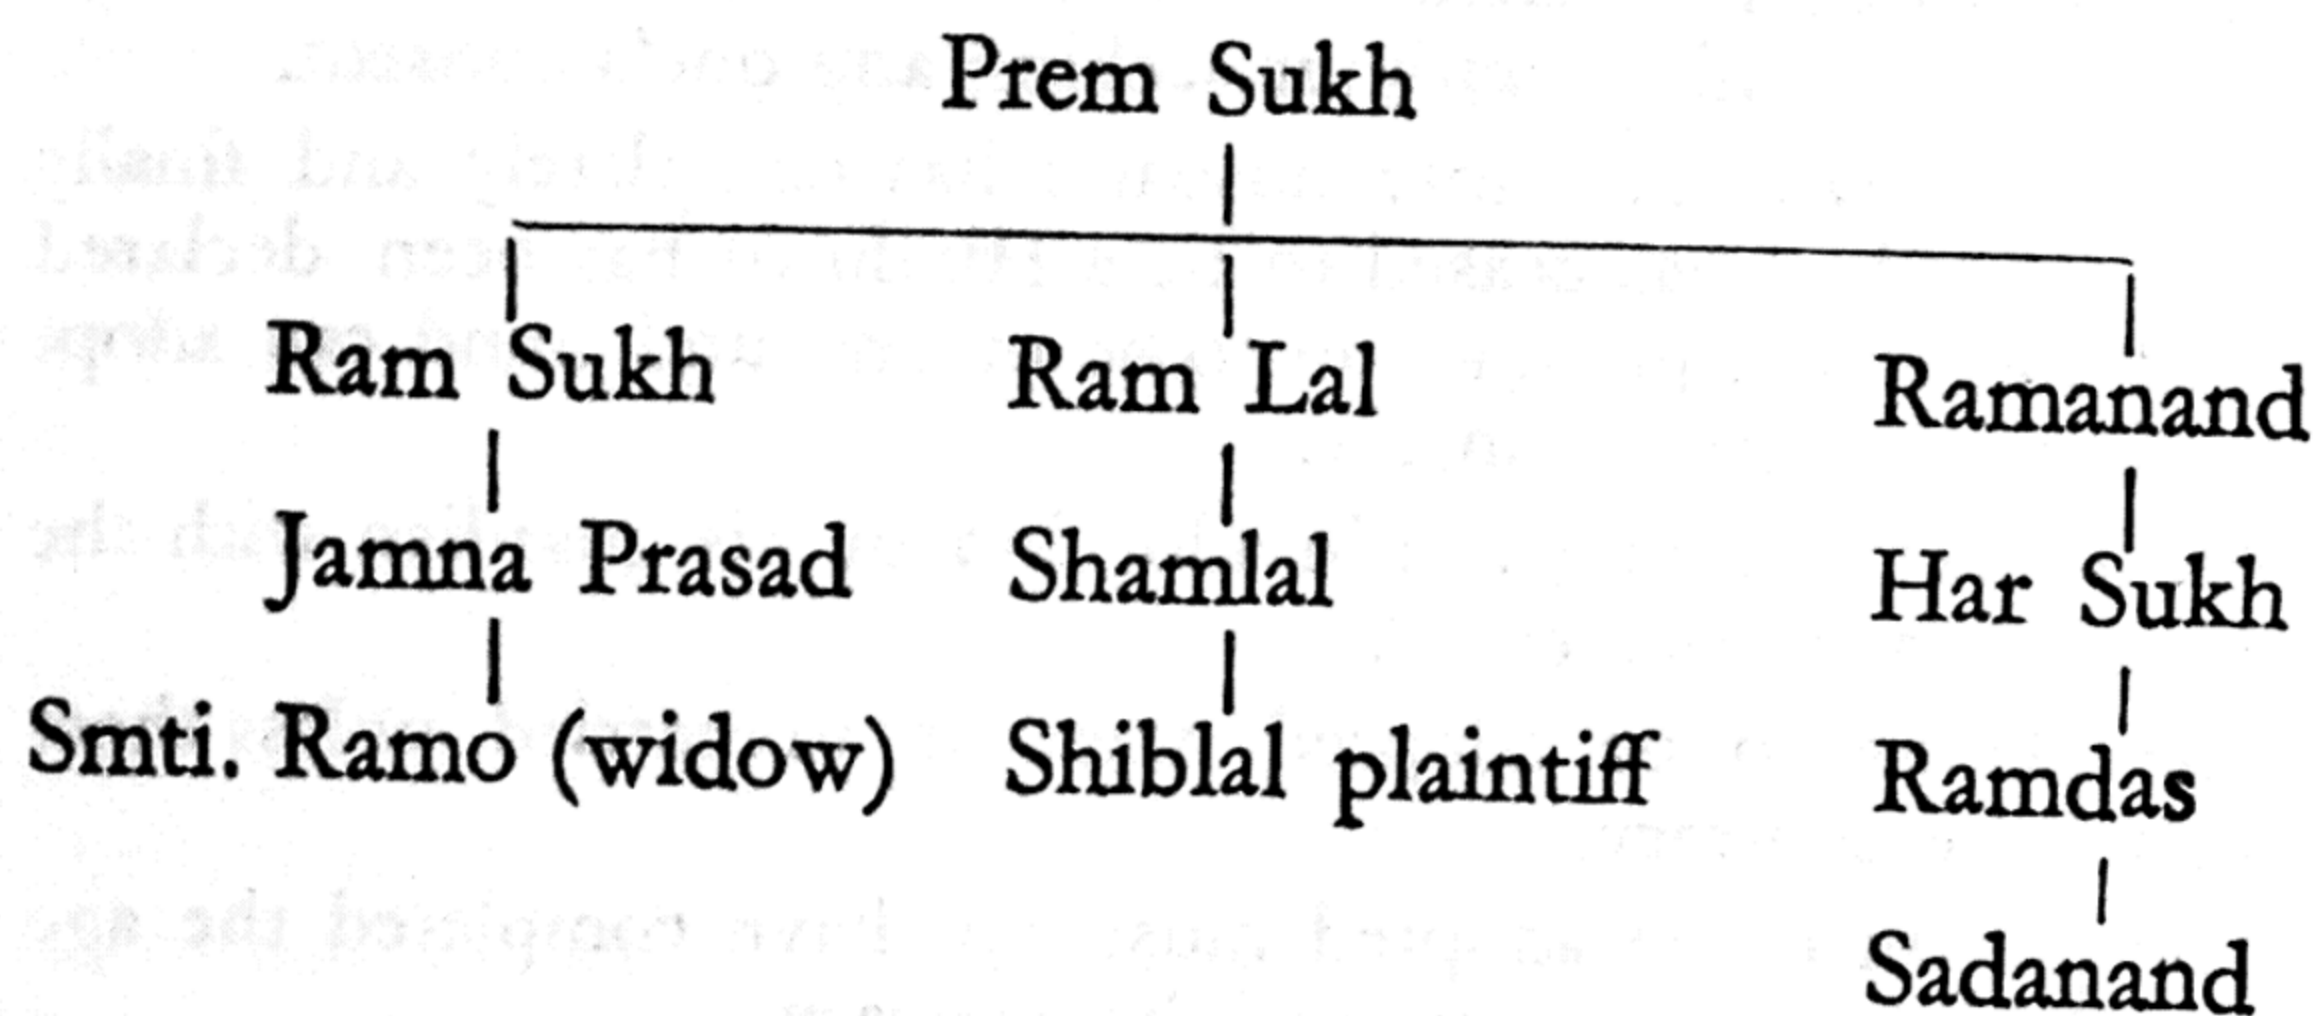 Prem Sukh
Ram Sukh Ram Lal Ramanand
Jamna Prasad Shamlal Har Sukh
Smti. Ramo (widow) Shiblal plaintiff Ramdas
Sadanand